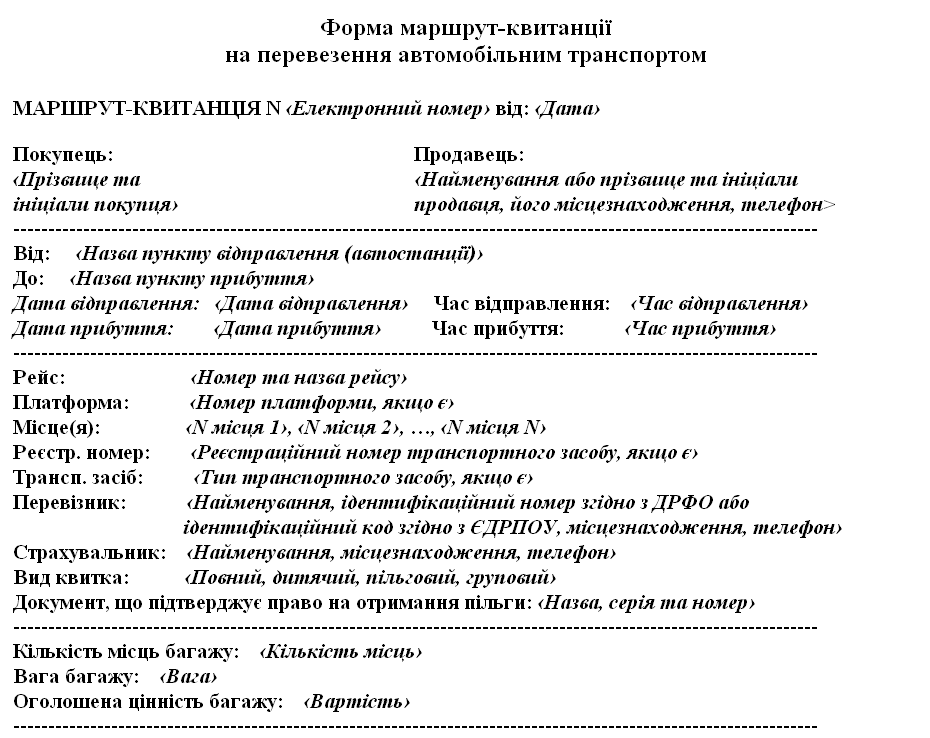 Форма маршрут-квитанції
на перевезення автомобільним транспортом
МАРШРУТ-КВИТАНЦІЯ N ‹Електронний номер› від: ‹Дата›
Покупець: Продавець:
‹Прізвище та ‹Найменування або прізвище та ініціали
ініціали покупця› продавця, його місцезнаходження, телефон>
Від: ‹Назва пункту відправлення (автостанції)›
До: ‹Назва пункту прибуття›
Дата відправлення: ‹Дата відправлення› Час відправлення: ‹Час відправлення›
Дата прибуття: ‹Дата прибуття› Час прибуття: ‹Час прибуття›
Рейс: ‹Номер та назва рейсу›
Платформа: ‹Номер платформи, якщо є›
Місце(я): ‹N місця 1›, ‹N місця 2›, …, ‹N місця N›
Реєстр. номер: ‹Реєстраційний номер транспортного засобу, якщо є›
Трансп. засіб: ‹Тип транспортного засобу, якщо є›
Перевізник: ‹Найменування, ідентифікаційний номер згідно з ДРФО або
ідентифікаційний код згідно з ЄДРПОУ, місцезнаходження, телефон›
Страхувальник: ‹Найменування, місцезнаходження, телефон›
Вид квитка: ‹Повний, дитячий, пільговий, груповий›
Документ, що підтверджує право на отримання пільги: ‹Назва, серія та номер›
Кількість місць багажу: ‹Кількість місць›
Вага багажу: ‹Вага›
Оголошена цінність багажу: ‹Вартість›